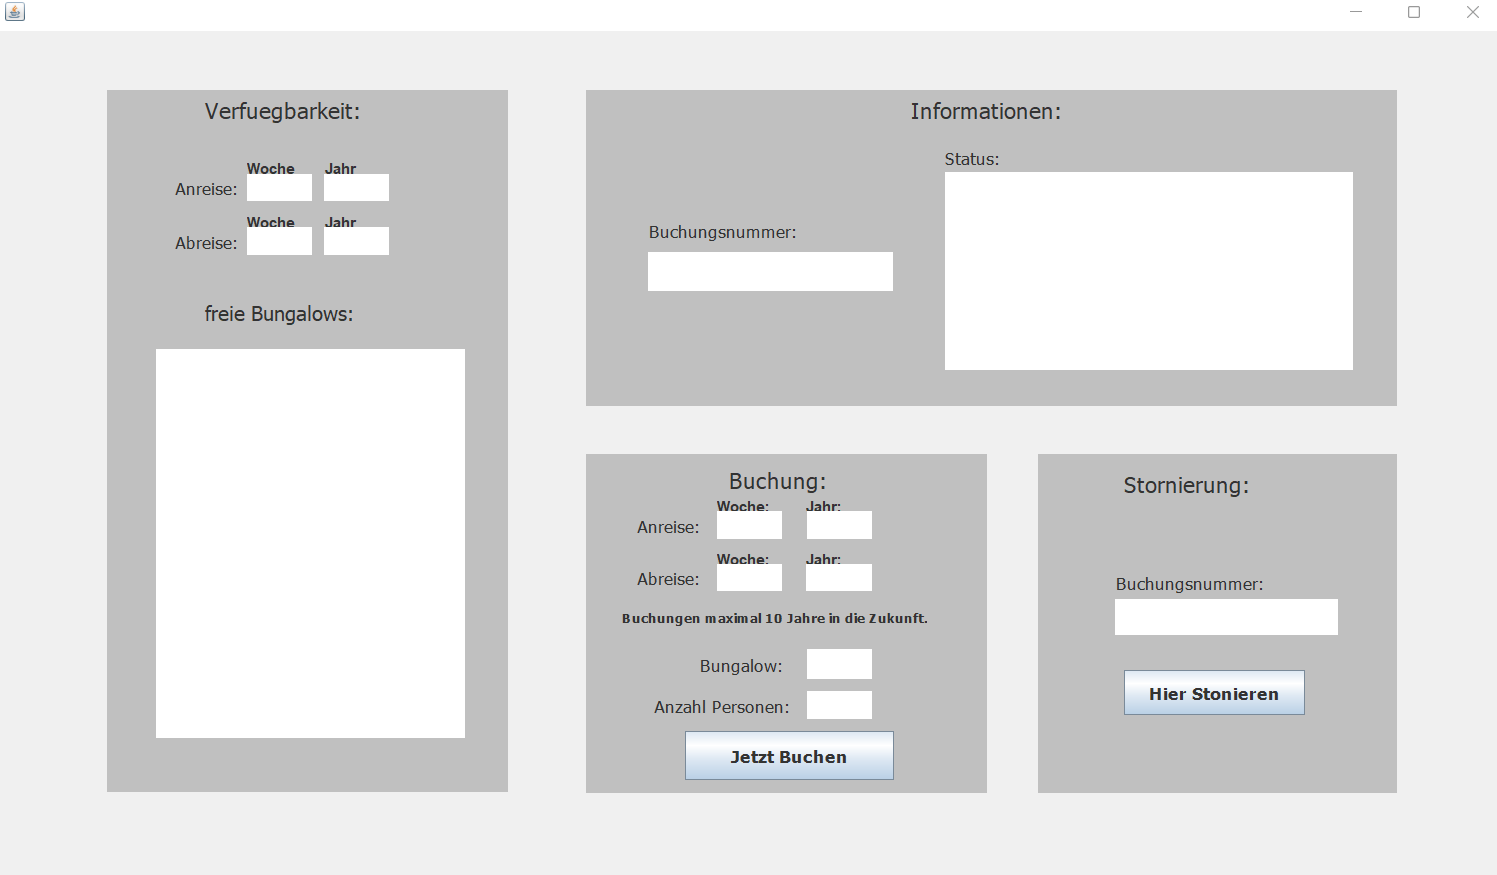 Verfuegbarkeit:
Woche Jahr
Anreise:
Woche Jahr
Abreise:
freie Bungalows:
Informationen:
Status:
Buchungsnummer:
Buchung:
Woche: Jahr:
Anreise:
Woche: Jahr:
Abreise:
Buchungen maximal 10 Jahre in die Zukunft.
Bungalow:
Anzahl Personen:
Jetzt Buchen
Stornierung:
Buchungsnummer:
Hier Stonieren